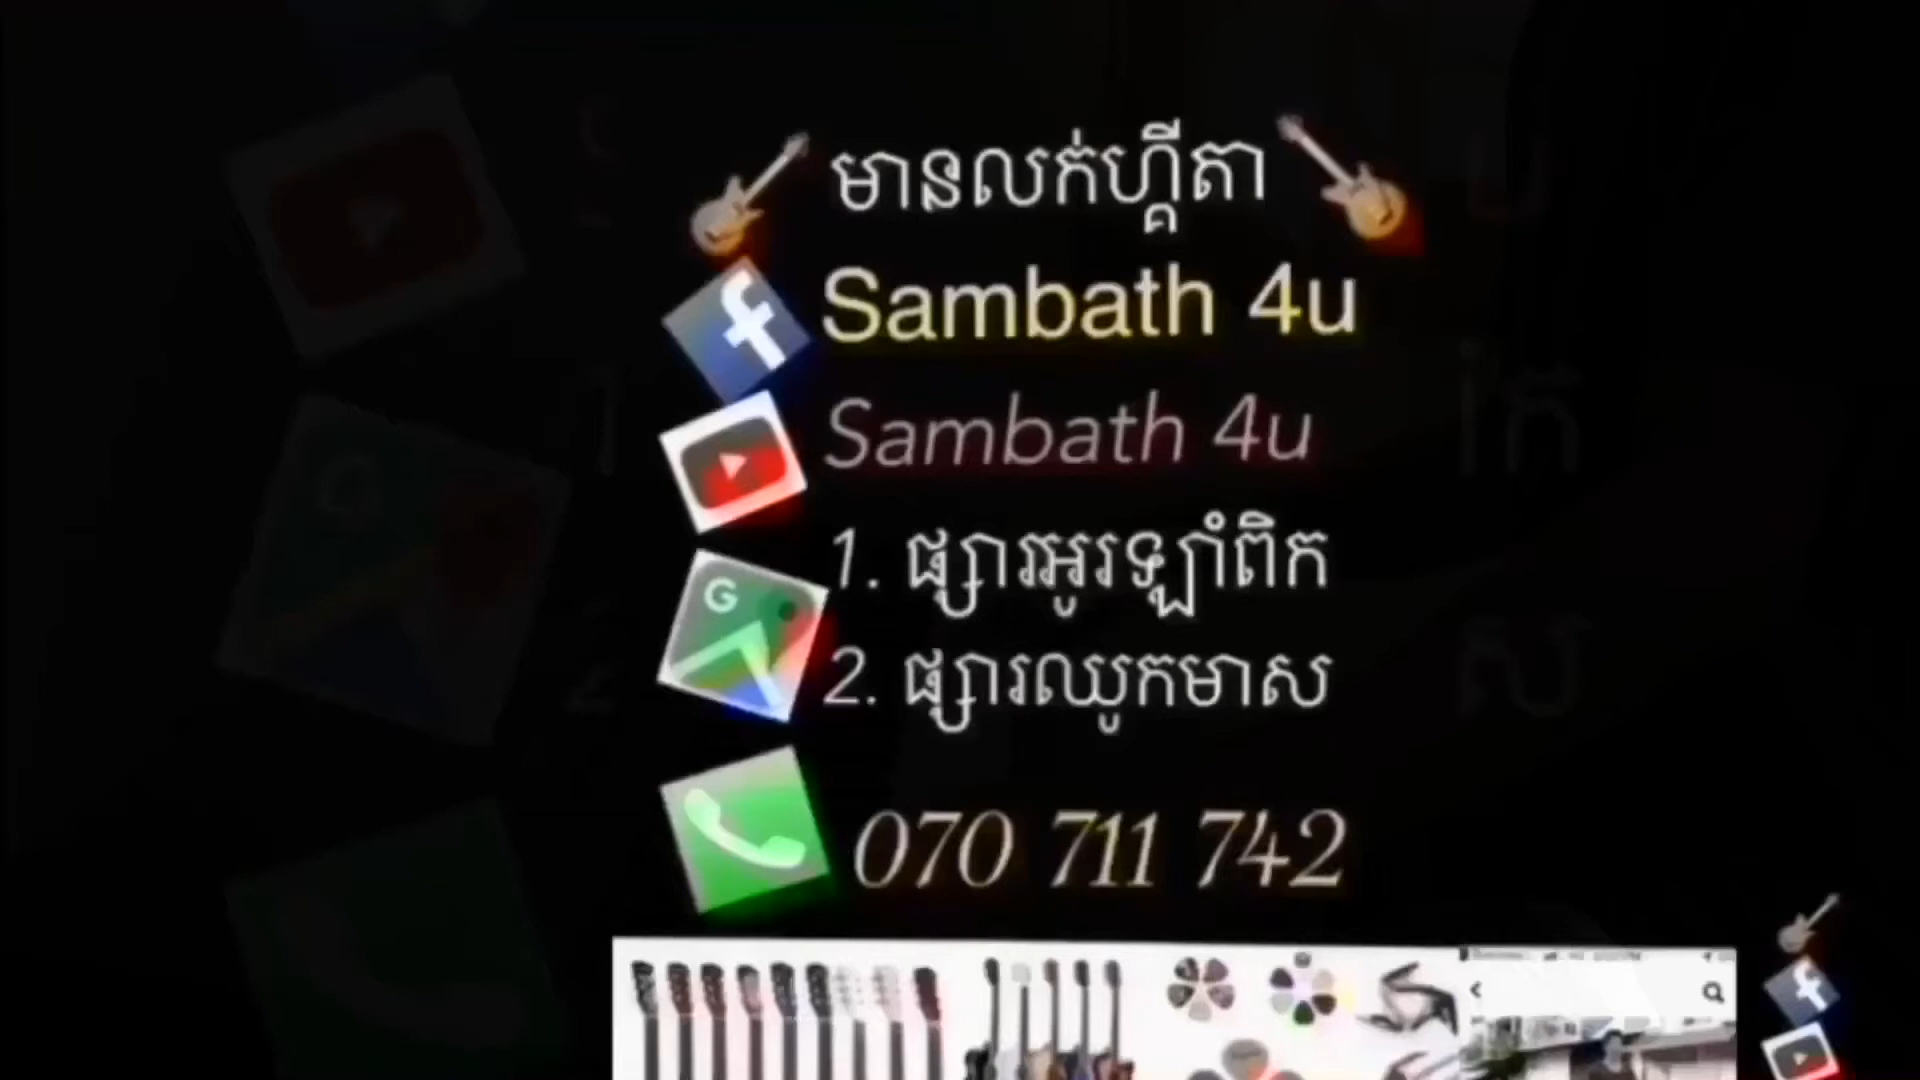 មានលក់ហ្គីតា
Sambath 4u
Sambath 4u
1. ផ្សារអូរឡាំពិក
2. ផ្សារឈូកមាស
070 711 742